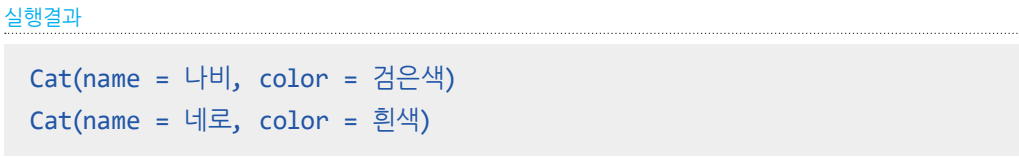 실행결과
Cat(name = 나비, color = 검은색)
Cat(name = 네로, color = 흰색)